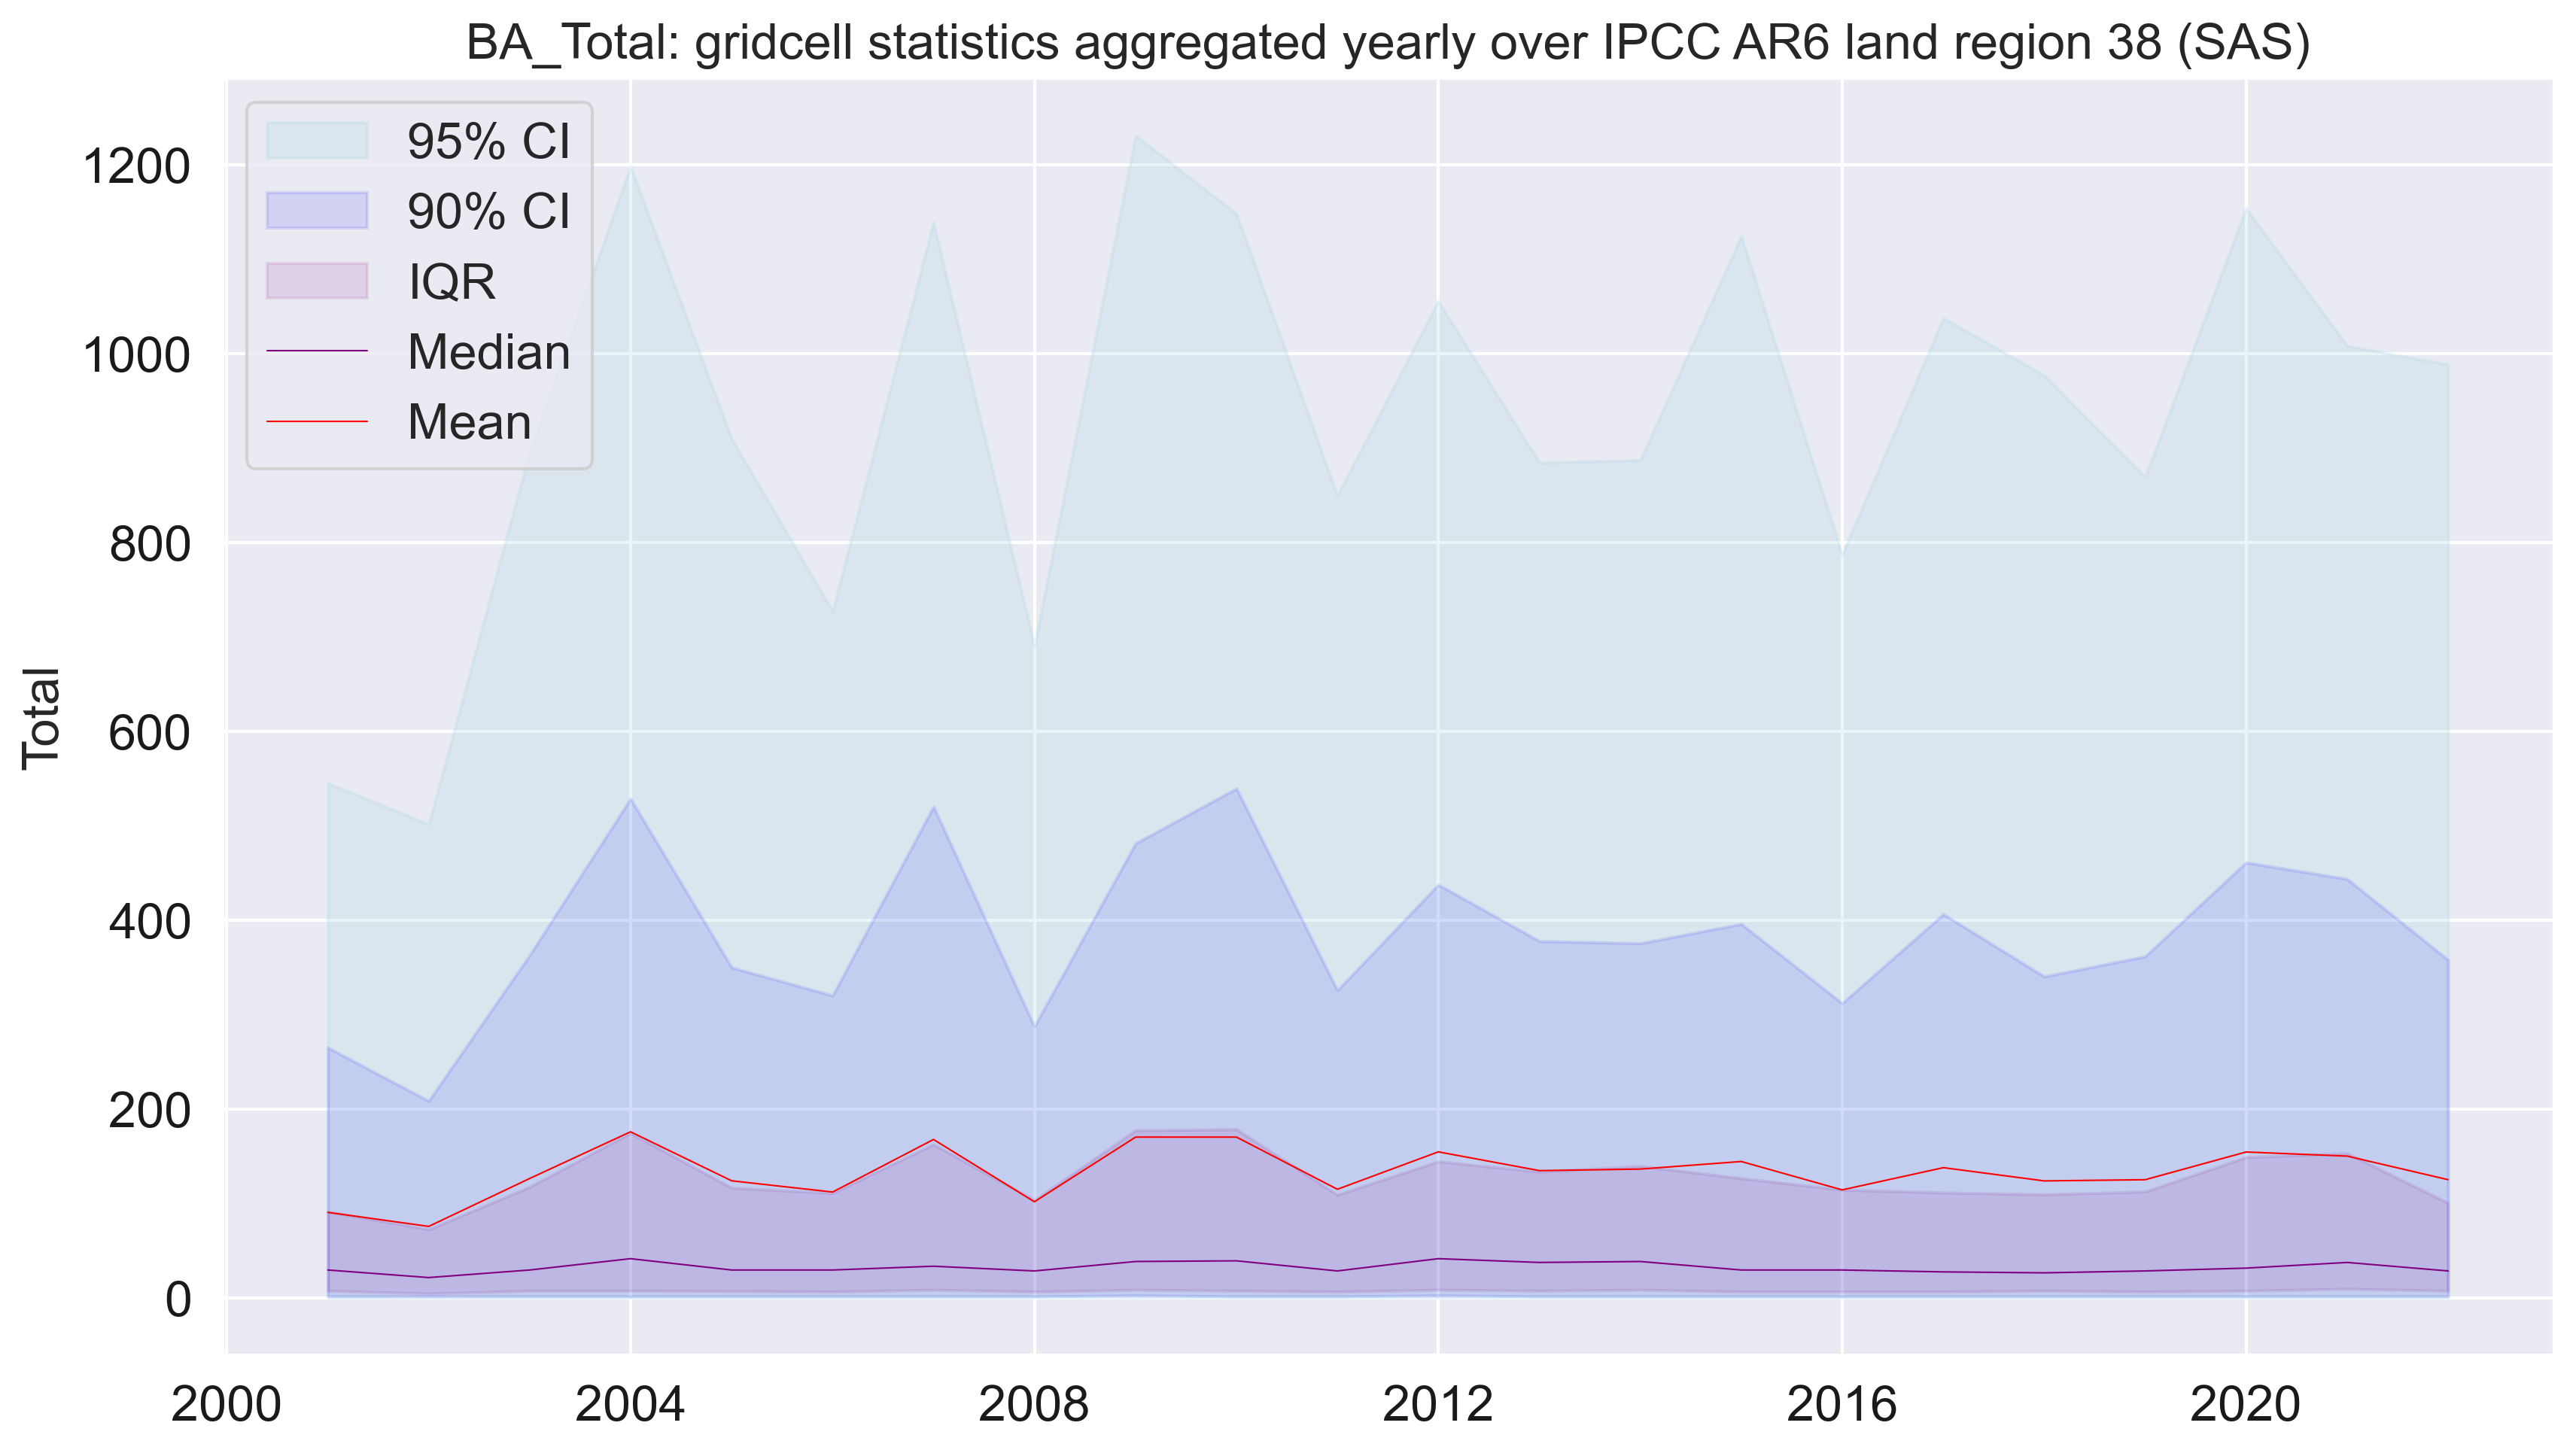 BA_Total: gridcell statistics aggregated yearly over IPCC AR6 land region 38 (SAS)
95% CI
90% CI
IQR
Median
Mean
Total
1200
1000
800
600
400
200
0
2000 2004 2008 2012 2016 2020